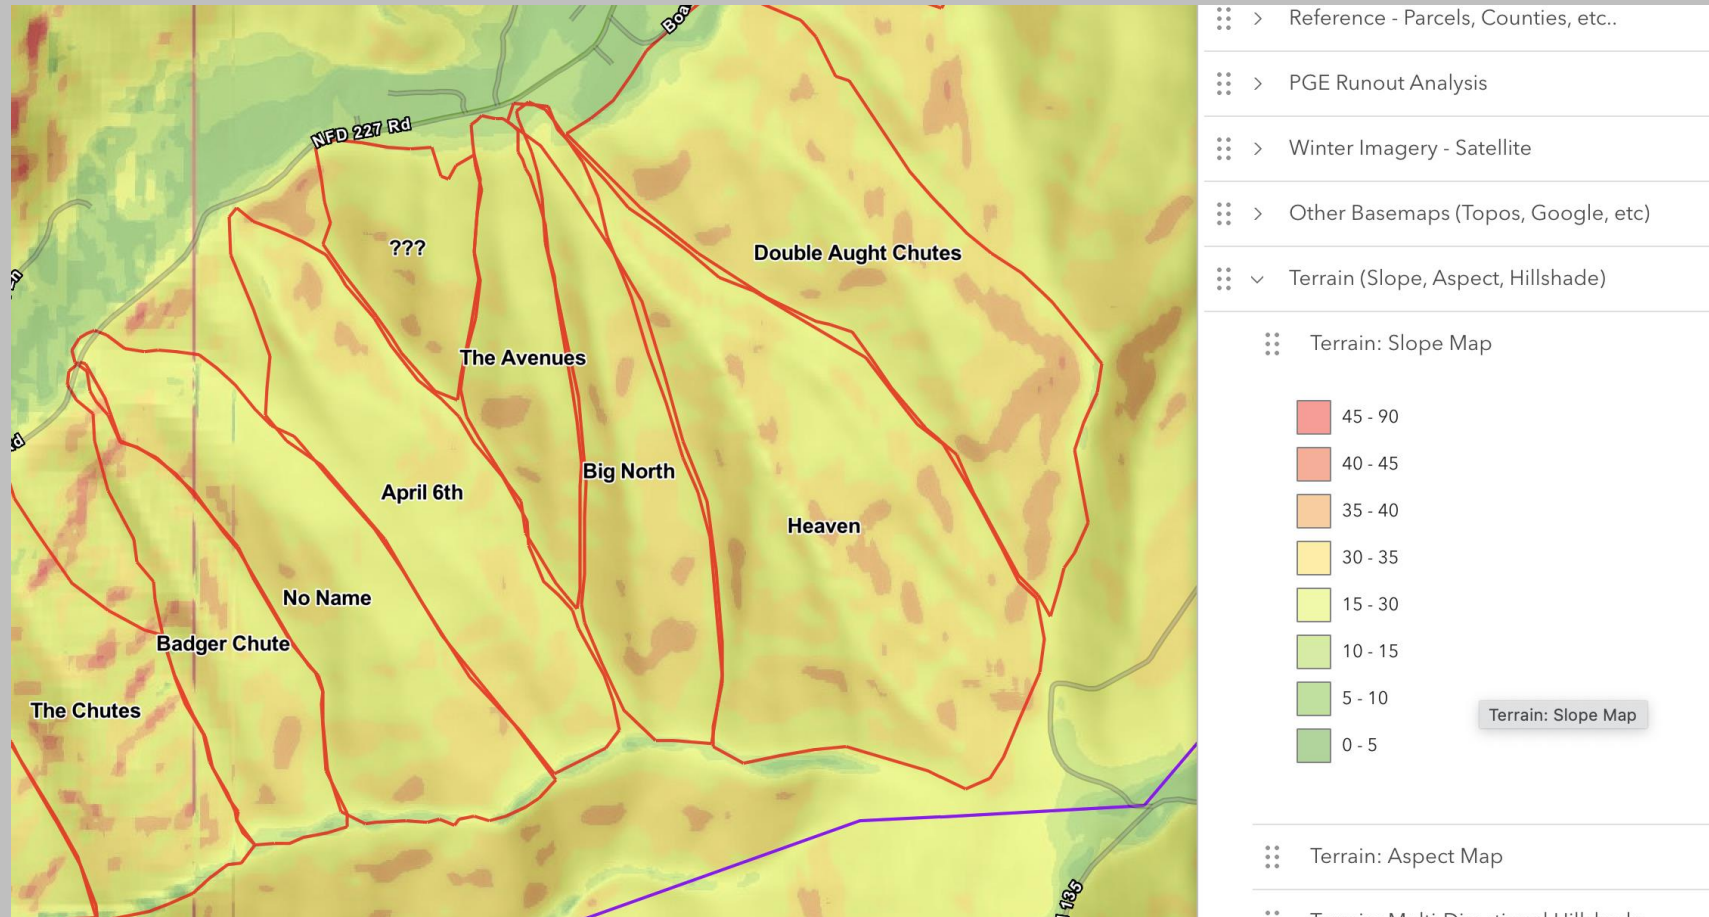 Boa
NFD 227 Rd
???
Double Aught Chutes
The Avenues
Big North
April 6th
Heaven
No Name
Badger Chute
The Chutes
135
Reference - Parcels, Counties, etc..
PGE Runout Analysis
Winter Imagery - Satellite
Other Basemaps (Topos, Google, etc)
Terrain (Slope, Aspect, Hillshade)
Terrain: Slope Map
45 - 90
40 - 45
35 - 40
30 - 35
15 - 30
10 - 15
5 - 10
0 - 5
Terrain: Slope Map
Terrain: Aspect Map